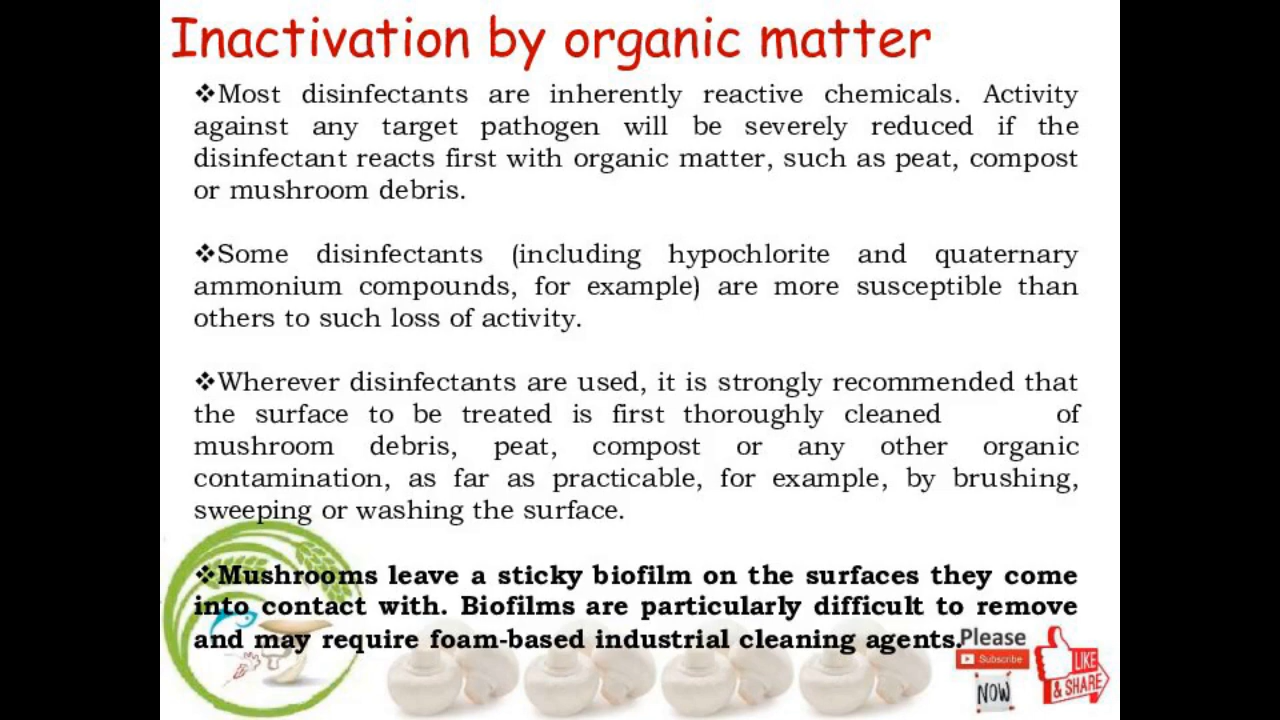 Inactivation by organic matter
❖Most disinfectants are inherently reactive chemicals. Activity
against any target pathogen will be severely reduced if the
disinfectant reacts first with organic matter, such as peat, compost
or mushroom debris.
❖Some disinfectants (including hypochlorite and quaternary
ammonium compounds, for example) are more susceptible than
others to such loss of activity.
❖Wherever disinfectants are used, it is strongly recommended that
the surface to be treated is first thoroughly cleaned of
mushroom debris, peat, compost or any other organic
contamination, as far as practicable, for example, by brushing,
sweeping or washing the surface.
❖Mushrooms leave a sticky biofilm on the surfaces they come
into contact with. Biofilms are particularly difficult to remove
and may require foam-based industrial cleaning agents.
Please
Subscribe
NOW
LIKE
& SHARE